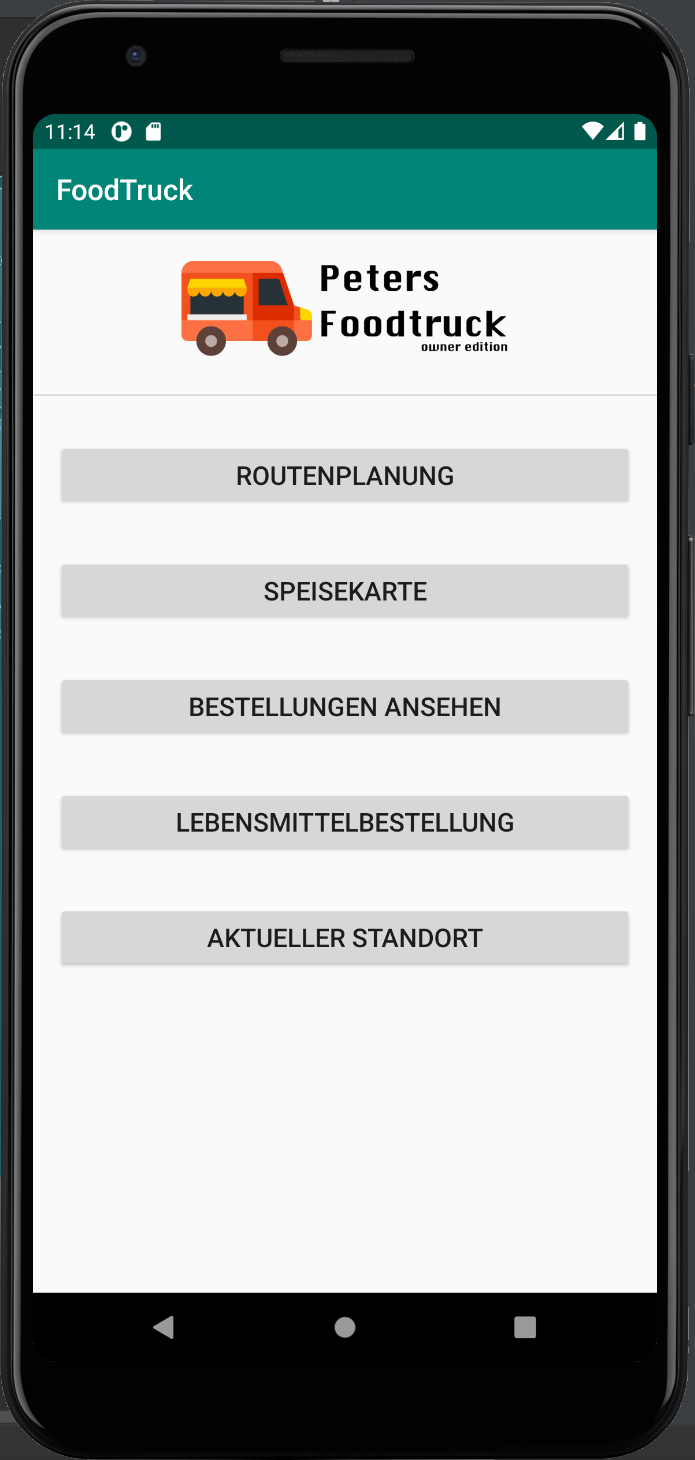 11:14
FoodTruck
Peters
Foodtruck
owner edition
ROUTENPLANUNG
SPEISEKARTE
BESTELLUNGEN ANSEHEN
LEBENSMITTELBESTELLUNG
AKTUELLER STANDORT